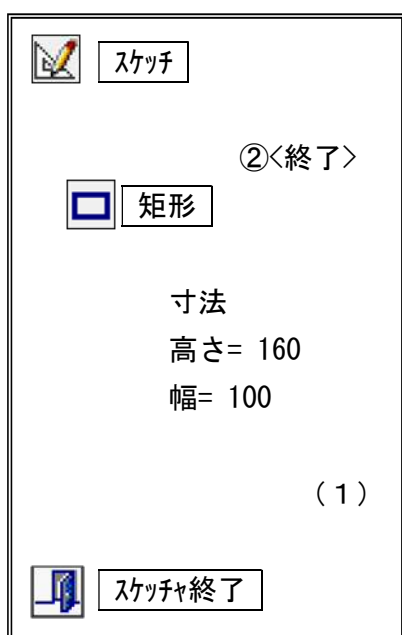 ｽｹｯﾁ
②<終了>
矩形
寸法
高さ= 160
幅= 100
(1)
ｽｹｯﾁｬ終了